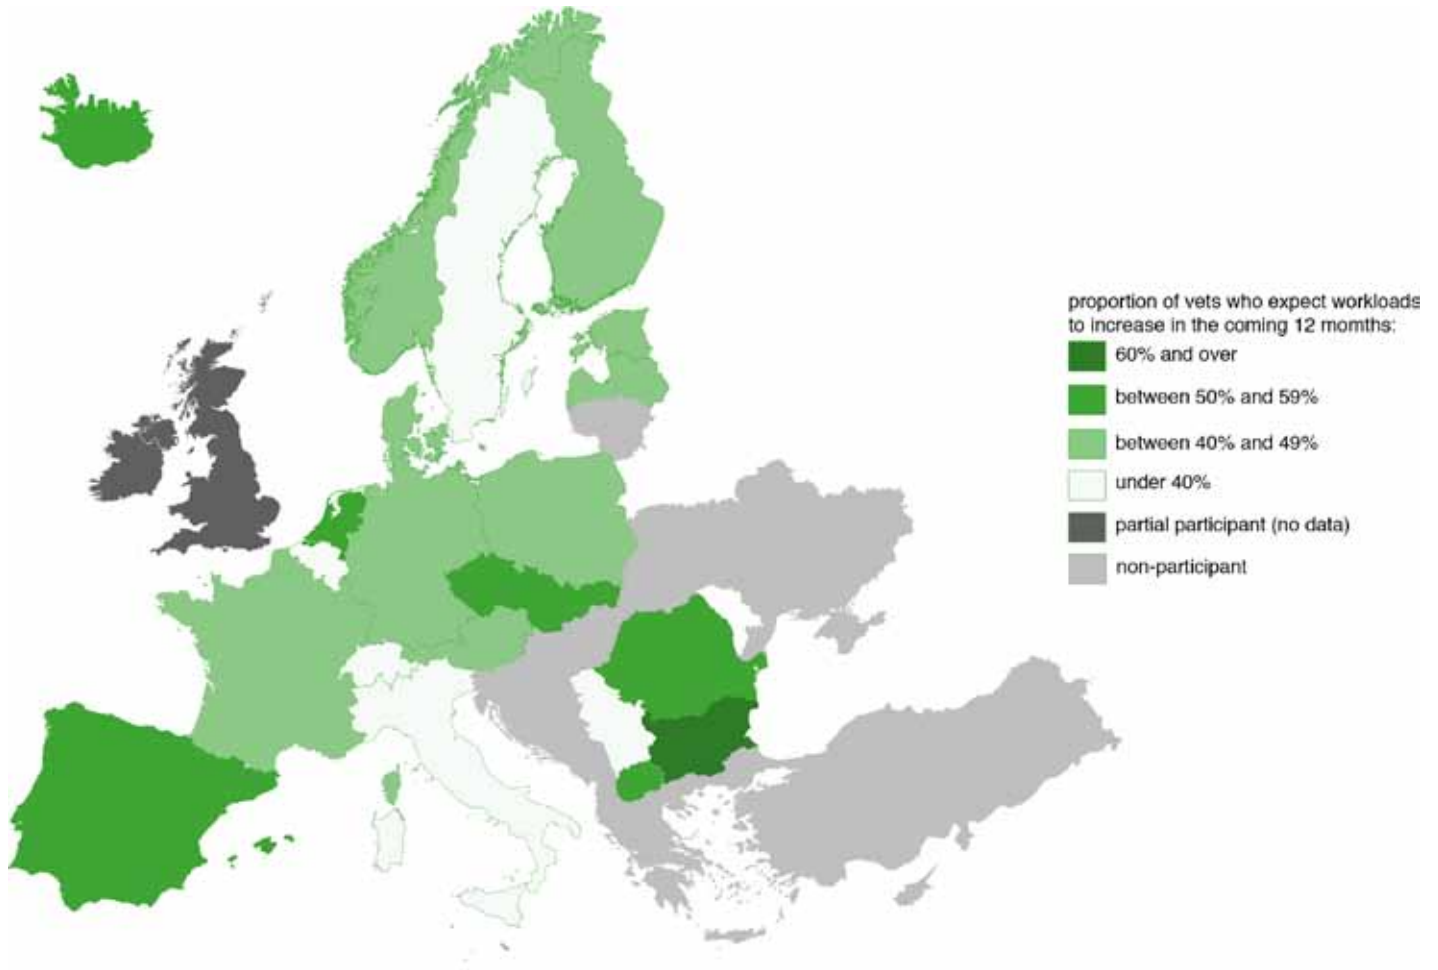 proportion of vets who expect workloads
to increase in the coming 12 momths:
60% and over
between 50% and 59%
between 40% and 49%
under 40%
partial participant (no data)
non-participant